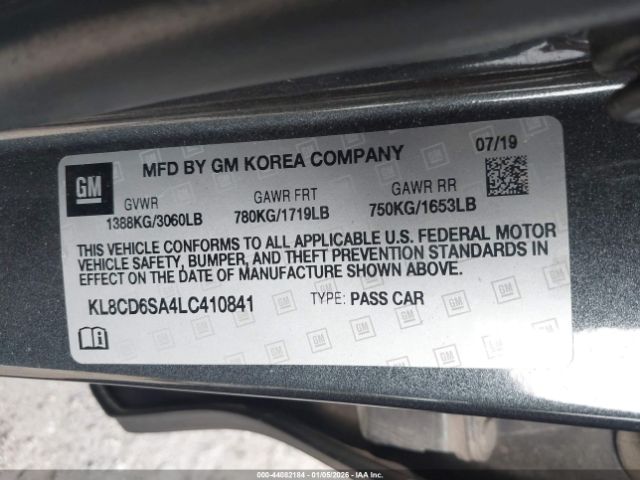 GM
MFD BY GM KOREA COMPANY
07/19
GVWR
1388KG/3060LB
GAWR FRT
780KG/1719LB
GAWR RR
750KG/1653LB
THIS VEHICLE CONFORMS TO ALL APPLICABLE U.S. FEDERAL MOTOR
VEHICLE SAFETY, BUMPER, AND THEFT PREVENTION STANDARDS IN
EFFECT ON THE DATE OF MANUFACTURE SHOWN ABOVE.
KL8CD6SA4LC410841
TYPE: PASS CAR
000-44082184 | 01/05/2026 | IAA Inc.